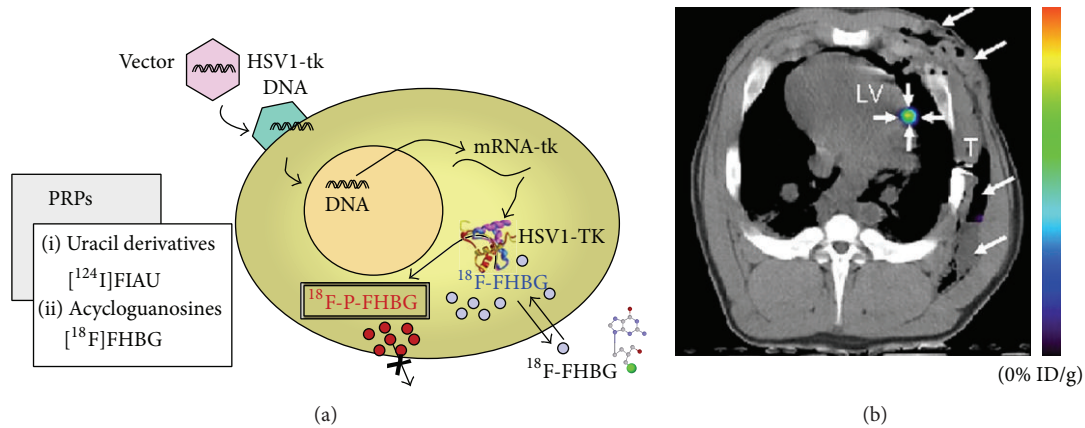 Vector
HSV1-tk
DNA
mRNA-tk
DNA
PRPs
(i) Uracil derivatives
[¹²⁴I]FIAU
(ii) Acycloguanosines
[¹⁸F]FHBG
HSV1-TK
¹⁸F-FHBG
¹⁸F-P-FHBG
¹⁸F-FHBG
(a)
LV
T
(0% ID/g)
(b)